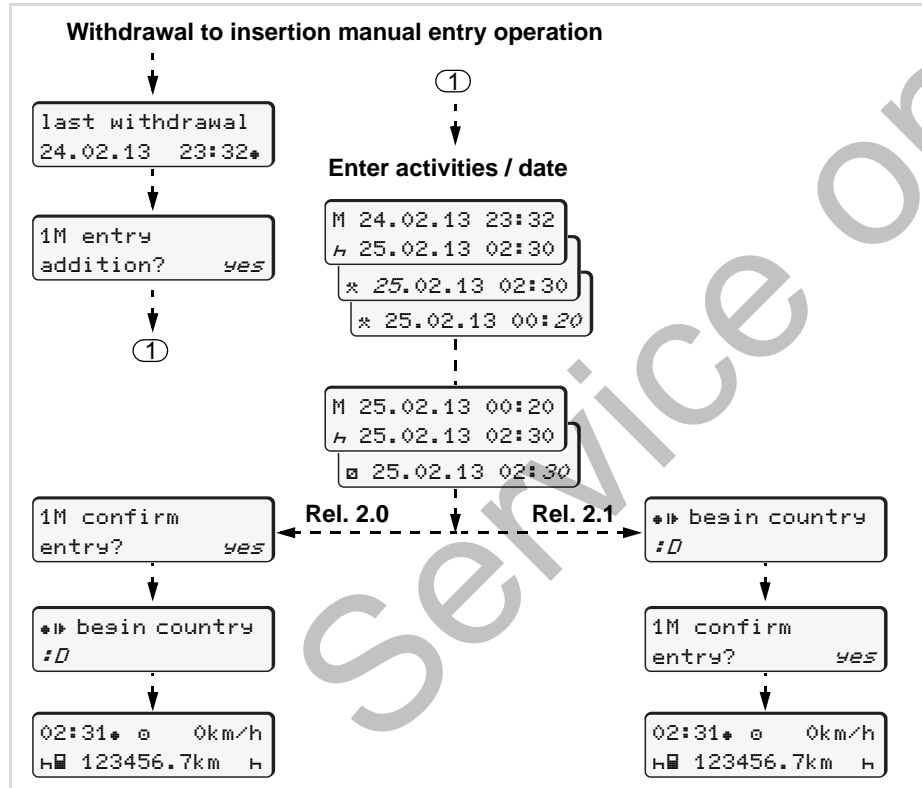 Withdrawal to insertion manual entry operation
last withdrawal
24.02.13 23:32
1M entry
addition? yes
1
1
Enter activities / date
M 24.02.13 23:32
25.02.13 02:30
25.02.13 02:30
25.02.13 00:20
M 25.02.13 00:20
25.02.13 02:30
25.02.13 02:30
Rel. 2.0
Rel. 2.1
1M confirm
entry? yes
begin country
:D
02:31 0km/h
123456.7km
begin country
:D
1M confirm
entry? yes
02:31 0km/h
123456.7km
Service